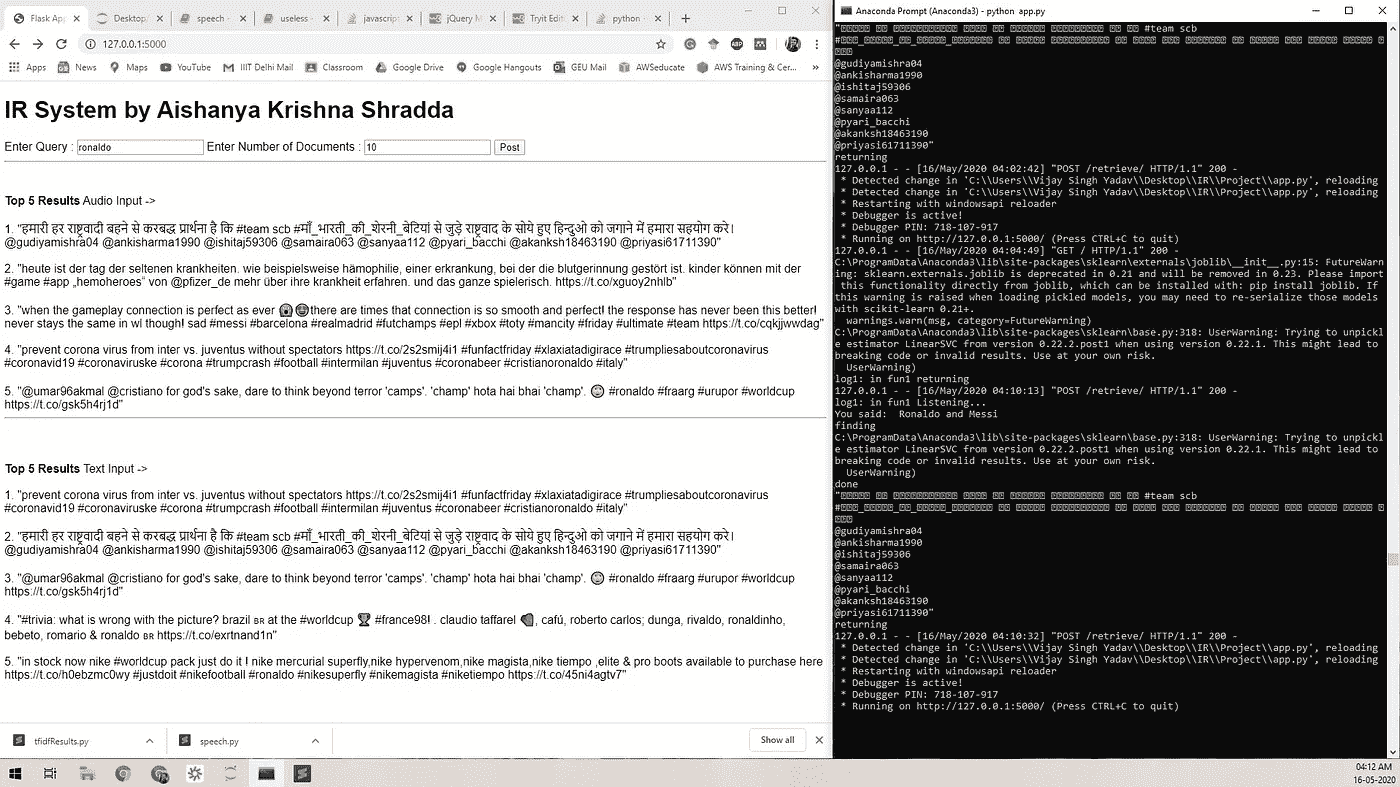 Flask Ap
Desktop
speech -
useless -
javascrip
jQuery M
Tryit Edi
python -
127.0.0.1:5000
Apps
News
Maps
YouTube
IIIT Delhi Mail
Classroom
Google Drive
Google Hangouts
GEU Mail
AWSeducate
AWS Training & Cer...
»
IR System by Aishanya Krishna Shradda
Enter Query : ronaldo Enter Number of Documents : 10 Post
Top 5 Results Audio Input ->
1. "हमारी हर राष्ट्रवादी बहने से करबद्ध प्रार्थना है कि #team scb #माँ_भारती_की_शेरनी_बेटियां से जुड़े राष्ट्रवाद के सोये हुए हिन्दुओ को जगाने में हमारा सहयोग करे।
@gudiyamishra04 @ankisharma1990 @ishitaj59306 @samaira063 @sanyaa112 @pyari_bacchi @akanksh18463190 @priyasi61711390"
2. "heute ist der tag der seltenen krankheiten. wie beispielsweise hämophilie, einer erkrankung, bei der die blutgerinnung gestört ist. kinder können mit der
#game #app „hemoheroes" von @pfizer_de mehr über ihre krankheit erfahren. und das ganze spielerisch. https://t.co/xguoy2nhlb"
3. "when the gameplay connection is perfect as ever 😱😂there are times that connection is so smooth and perfect! the response has never been this better!
never stays the same in wl though! sad #messi #barcelona #realmadrid #futchamps #epl #xbox #toty #mancity #friday #ultimate #team https://t.co/cqkjjwwdag"
4. "prevent corona virus from inter vs. juventus without spectators https://t.co/2s2smij4i1 #funfactfriday #xlaxiatadigirace #trumpliesaboutcoronavirus
#coronavid19 #coronaviruske #corona #trumpcrash #football #intermilan #juventus #coronabeer #cristianoronaldo #italy"
5. "@umar96akmal @cristiano for god's sake, dare to think beyond terror 'camps'. 'champ' hota hai bhai 'champ'. #ronaldo #fraarg #urupor #worldcup
https://t.co/gsk5h4rj1d"
Top 5 Results Text Input ->
1. "prevent corona virus from inter vs. juventus without spectators https://t.co/2s2smij4i1 #funfactfriday #xlaxiatadigirace #trumpliesaboutcoronavirus
#coronavid19 #coronaviruske #corona #trumpcrash #football #intermilan #juventus #coronabeer #cristianoronaldo #italy"
2. "हमारी हर राष्ट्रवादी बहने से करबद्ध प्रार्थना है कि #team scb #माँ_भारती_की_शेरनी_बेटियां से जुड़े राष्ट्रवाद के सोये हुए हिन्दुओ को जगाने में हमारा सहयोग करे।
@gudiyamishra04 @ankisharma1990 @ishitaj59306 @samaira063 @sanyaa112 @pyari_bacchi @akanksh18463190 @priyasi61711390"
3. "@umar96akmal @cristiano for god's sake, dare to think beyond terror 'camps'. 'champ' hota hai bhai 'champ'. #ronaldo #fraarg #urupor #worldcup
https://t.co/gsk5h4rj1d"
4. "#trivia: what is wrong with the picture? brazil ʙʀ at the #worldcup 🏆 #france98! . claudio taffarel , cafú, roberto carlos; dunga, rivaldo, ronaldinho,
bebeto, romario & ronaldo ʙʀ https://t.co/exrtnand1n"
5. "in stock now nike #worldcup pack just do it ! nike mercurial superfly,nike hypervenom,nike magista,nike tiempo ,elite & pro boots available to purchase here
https://t.co/h0ebzmc0wy #justdoit #nikefootball #ronaldo #nikesuperfly #nikemagista #niketiempo https://t.co/45ni4agtv7"
tfidfResults.py
speech.py
Show all
Anaconda Prompt (Anaconda3) - python app.py
#team scb
@gudiyamishra04
@ankisharma1990
@ishitaj59306
@samaira063
@sanyaa112
@pyari_bacchi
@akanksh18463190
@priyasi61711390"
returning
127.0.0.1 - - [16/May/2020 04:02:42] "POST /retrieve/ HTTP/1.1" 200 -
* Detected change in 'C:\\Users\\Vijay Singh Yadav\\Desktop\\IR\\Project\\app.py', reloading
* Detected change in 'C:\\Users\\Vijay Singh Yadav\\Desktop\\IR\\Project\\app.py', reloading
* Restarting with windowsapi reloader
* Debugger is active!
* Debugger PIN: 718-107-917
* Running on http://127.0.0.1:5000/ (Press CTRL+C to quit)
127.0.0.1 - - [16/May/2020 04:04:49] "GET / HTTP/1.1" 200 -
C:\ProgramData\Anaconda3\lib\site-packages\sklearn\externals\joblib\__init__.py:15: FutureWarn
ing: sklearn.externals.joblib is deprecated in 0.21 and will be removed in 0.23. Please import
this functionality directly from joblib, which can be installed with: pip install joblib. If
this warning is raised when loading pickled models, you may need to re-serialize those models
with scikit-learn 0.21+.
warnings.warn(msg, category=FutureWarning)
C:\ProgramData\Anaconda3\lib\site-packages\sklearn\base.py:318: UserWarning: Trying to unpickl
e estimator LinearSVC from version 0.22.2.post1 when using version 0.22.1. This might lead to
breaking code or invalid results. Use at your own risk.
UserWarning)
log1: in fun1 returning
127.0.0.1 - - [16/May/2020 04:10:13] "POST /retrieve/ HTTP/1.1" 200 -
log1: in fun1 Listening...
You said:  Ronaldo and Messi
finding
C:\ProgramData\Anaconda3\lib\site-packages\sklearn\base.py:318: UserWarning: Trying to unpickl
e estimator LinearSVC from version 0.22.2.post1 when using version 0.22.1. This might lead to
breaking code or invalid results. Use at your own risk.
UserWarning)
done
#team scb
@gudiyamishra04
@ankisharma1990
@ishitaj59306
@samaira063
@sanyaa112
@pyari_bacchi
@akanksh18463190
@priyasi61711390"
returning
127.0.0.1 - - [16/May/2020 04:10:32] "POST /retrieve/ HTTP/1.1" 200 -
* Detected change in 'C:\\Users\\Vijay Singh Yadav\\Desktop\\IR\\Project\\app.py', reloading
* Detected change in 'C:\\Users\\Vijay Singh Yadav\\Desktop\\IR\\Project\\app.py', reloading
* Restarting with windowsapi reloader
* Debugger is active!
* Debugger PIN: 718-107-917
* Running on http://127.0.0.1:5000/ (Press CTRL+C to quit)
04:12 AM
16-05-2020